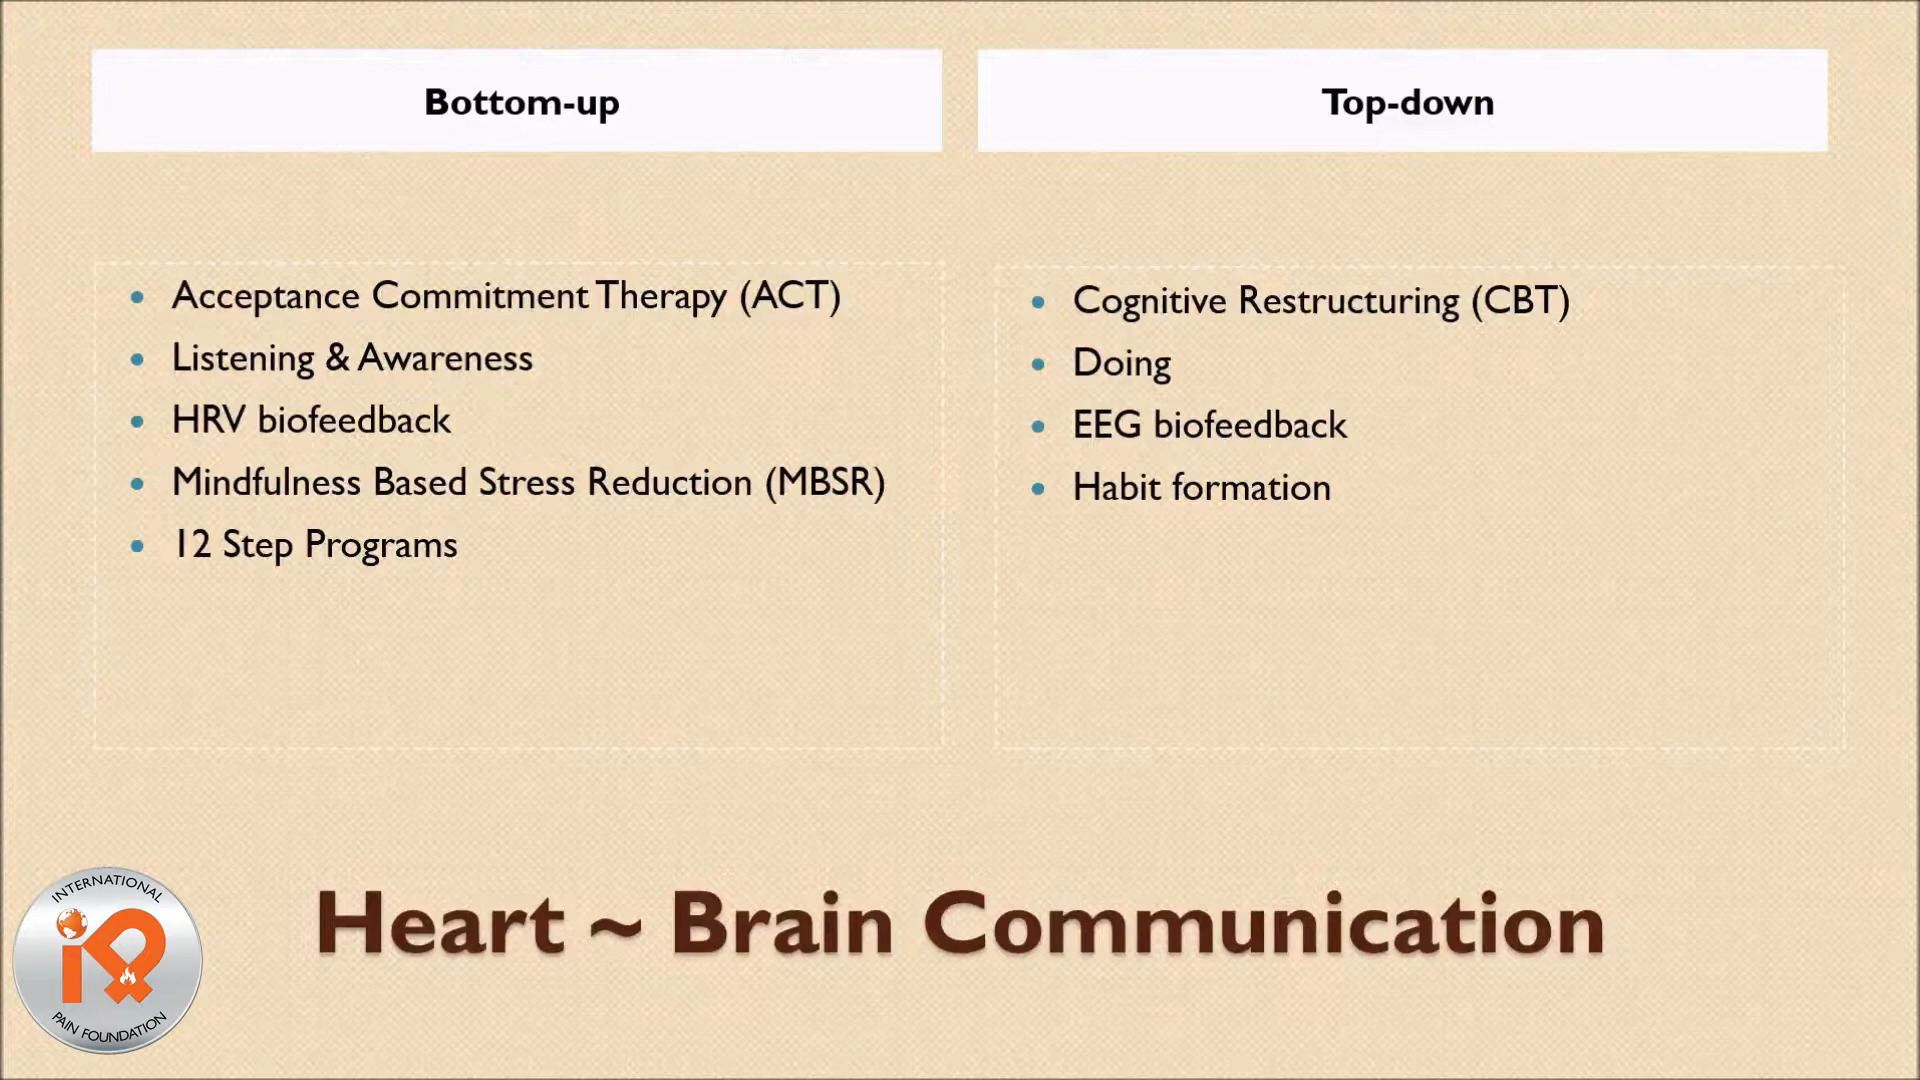 Bottom-up
Top-down
Acceptance Commitment Therapy (ACT)
Listening & Awareness
HRV biofeedback
Mindfulness Based Stress Reduction (MBSR)
12 Step Programs
Cognitive Restructuring (CBT)
Doing
EEG biofeedback
Habit formation
Heart ~ Brain Communication
INTERNATIONAL
iP
PAIN FOUNDATION